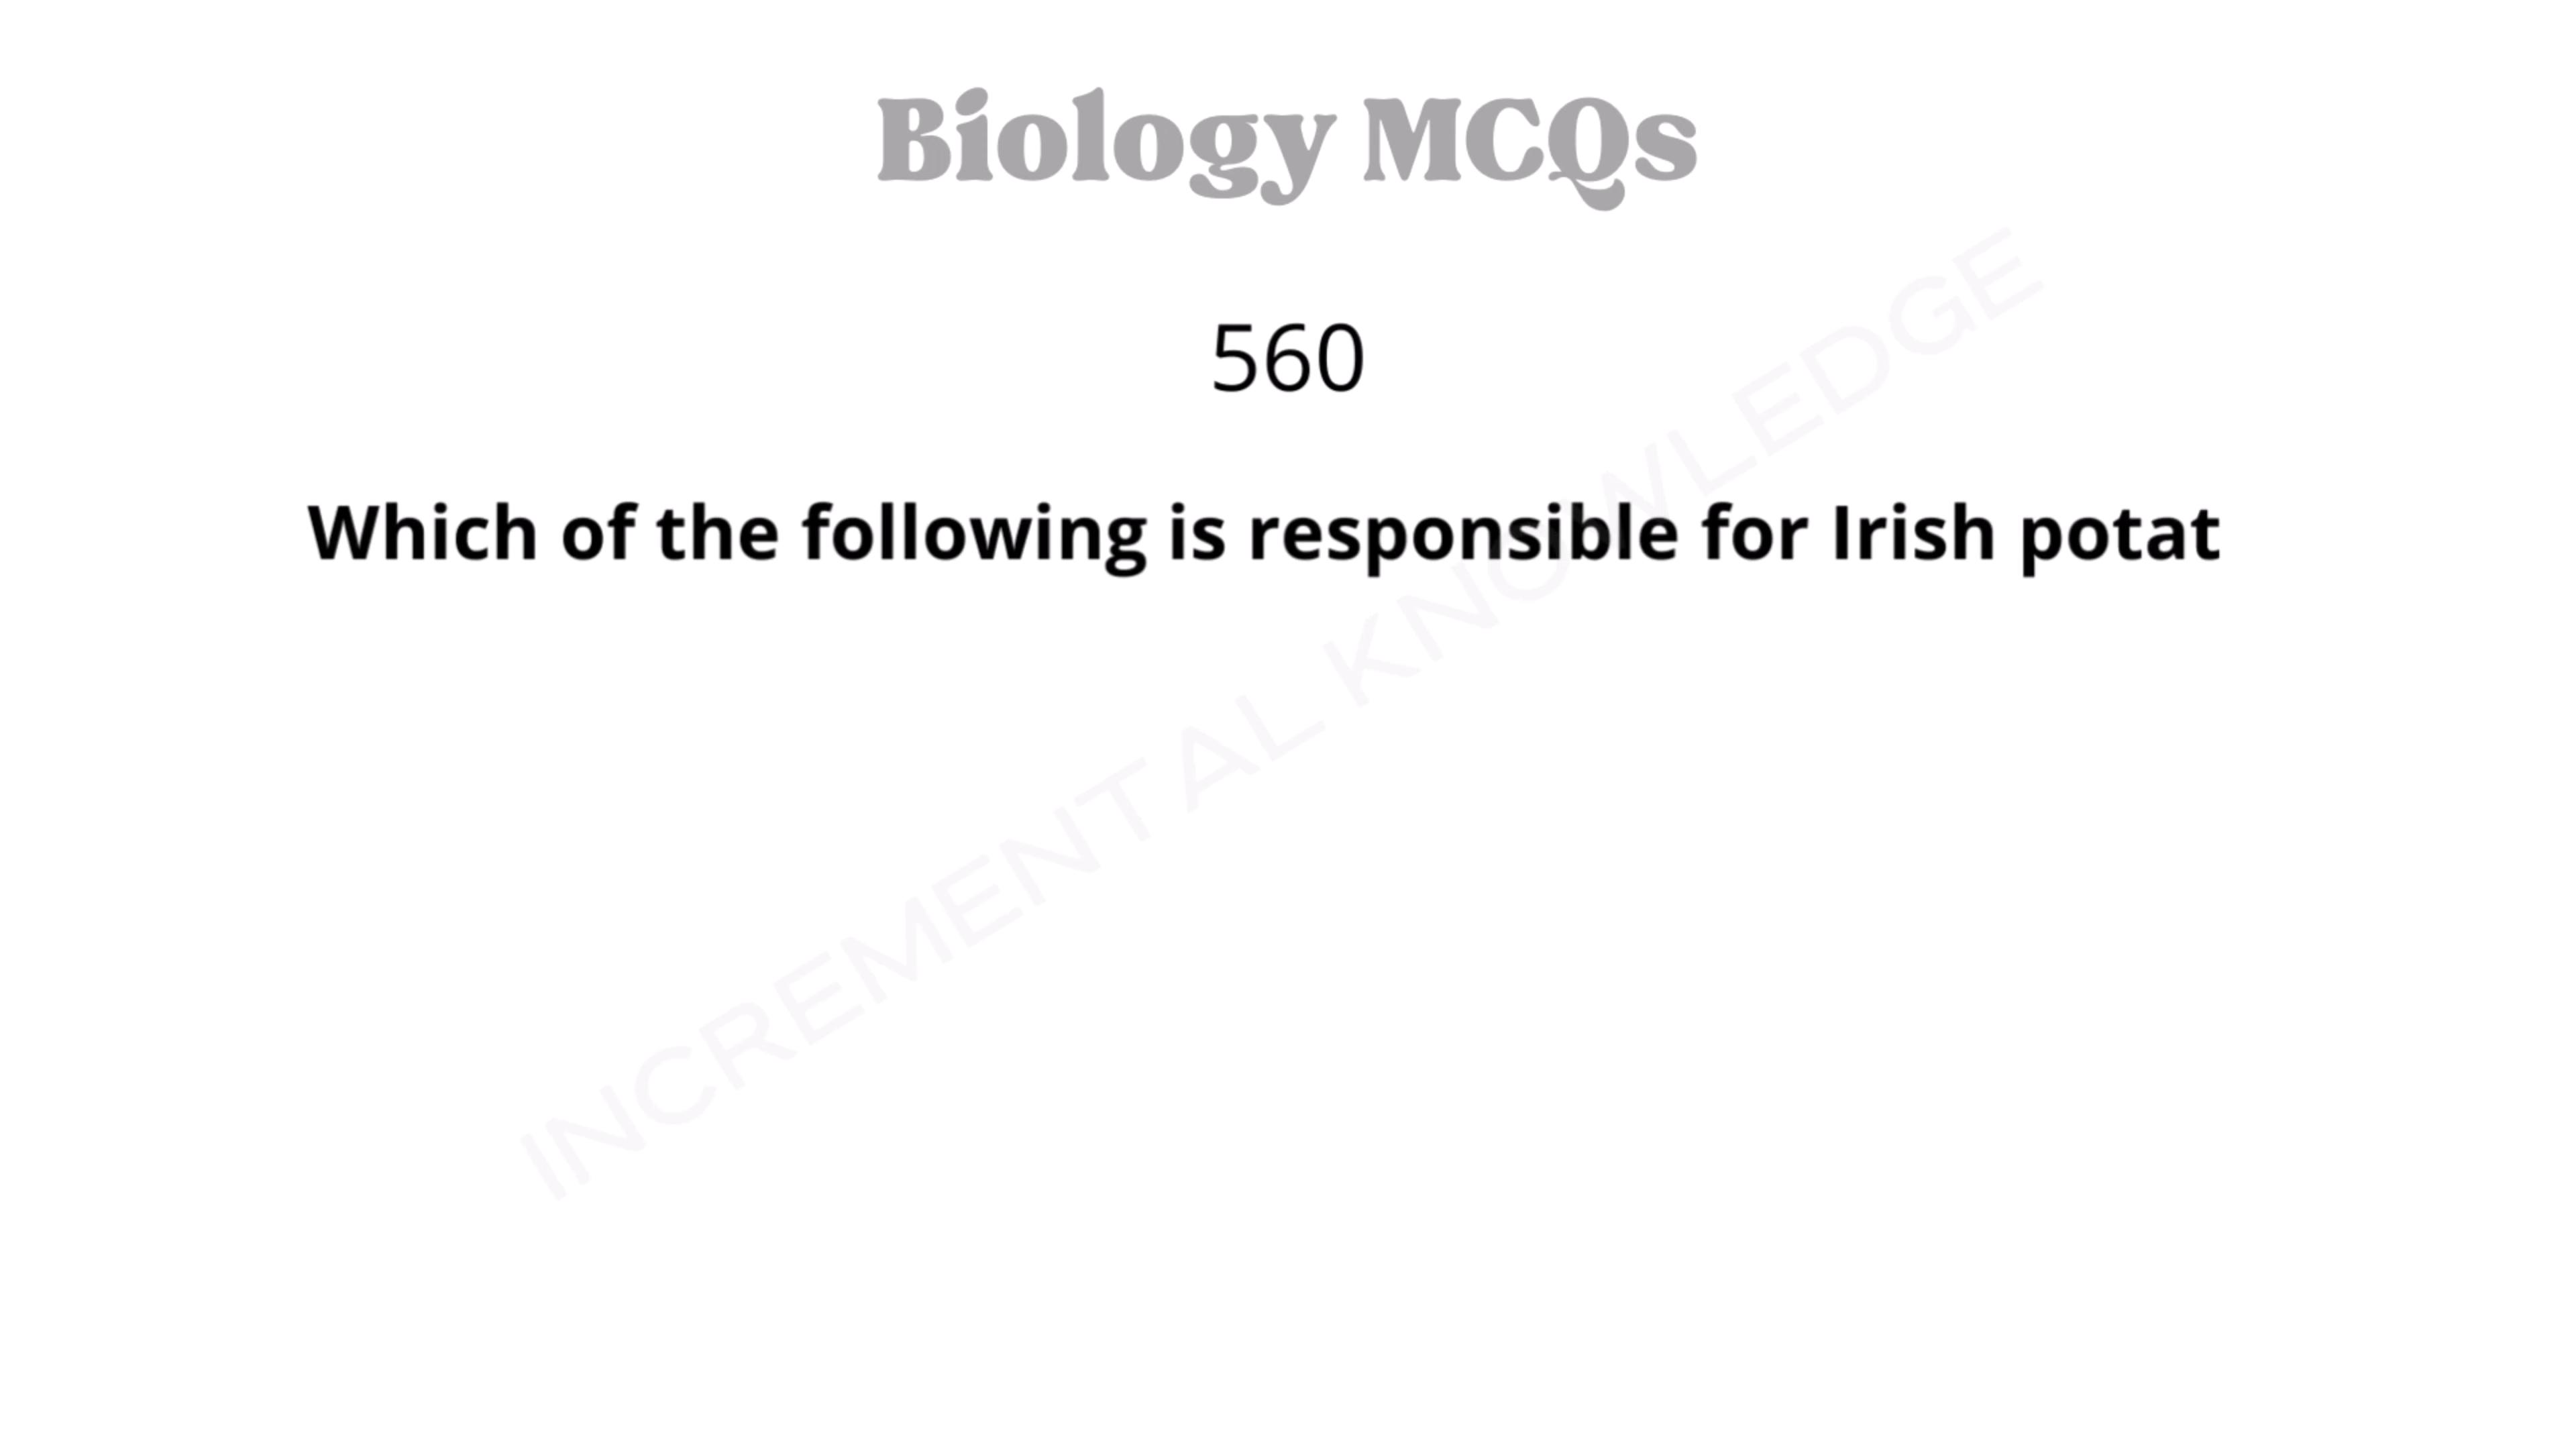 Biology MCQs
560
Which of the following is responsible for Irish potat
INCREMENTAL KNOWLEDGE